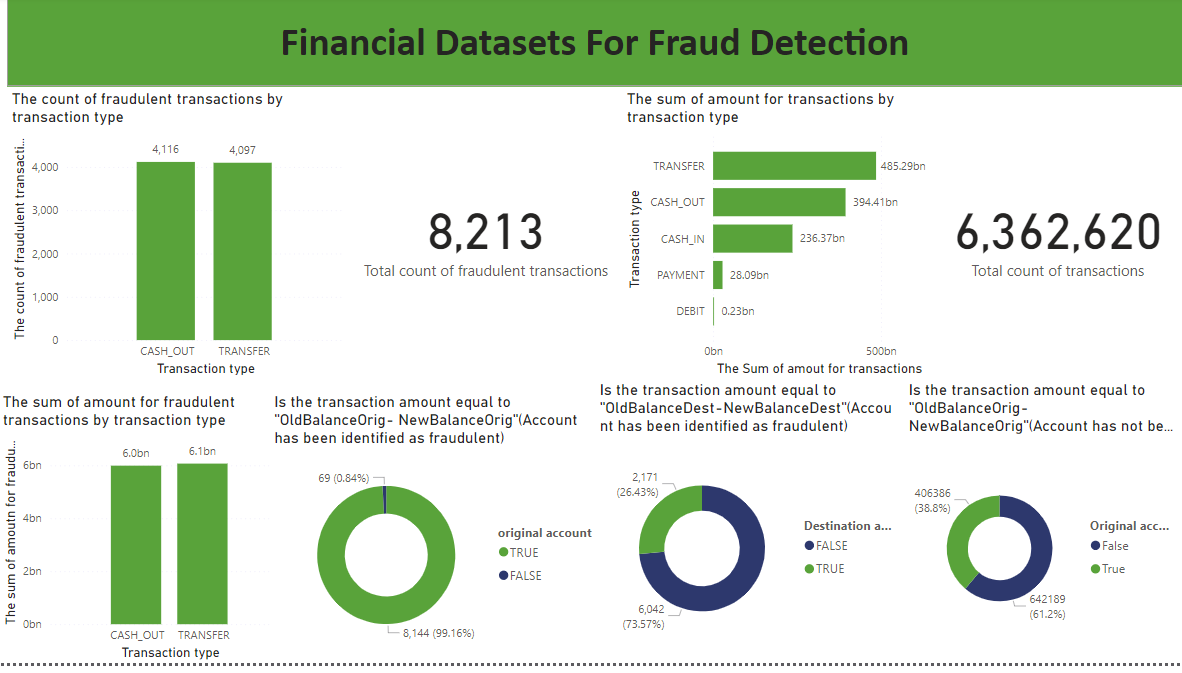 Financial Datasets For Fraud Detection
The count of fraudulent transactions by
transaction type
The count of fraudulent transacti...
4,000
3,000
2,000
1,000
0
4,116
4,097
CASH_OUT
TRANSFER
Transaction type
8,213
Total count of fraudulent transactions
The sum of amount for transactions by
transaction type
Transaction type
TRANSFER
485.29bn
CASH_OUT
394.41bn
CASH_IN
236.37bn
PAYMENT
28.09bn
DEBIT
0.23bn
0bn
500bn
The Sum of amout for transactions
6,362,620
Total count of transactions
The sum of amount for fraudulent
transactions by transaction type
The sum of amoutn for fraudu...
6bn
4bn
2bn
0bn
6.0bn
6.1bn
CASH_OUT
TRANSFER
Transaction type
Is the transaction amount equal to
"OldBalanceOrig- NewBalanceOrig"(Account
has been identified as fraudulent)
69 (0.84%)
8,144 (99.16%)
original account
TRUE
FALSE
Is the transaction amount equal to
"OldBalanceDest-NewBalanceDest"(Accou
nt has been identified as fraudulent)
2,171
(26.43%)
6,042
(73.57%)
Destination a...
FALSE
TRUE
Is the transaction amount equal to
"OldBalanceOrig-
NewBalanceOrig"(Account has not be...
406386
(38.8%)
642189
(61.2%)
Original acc...
False
True